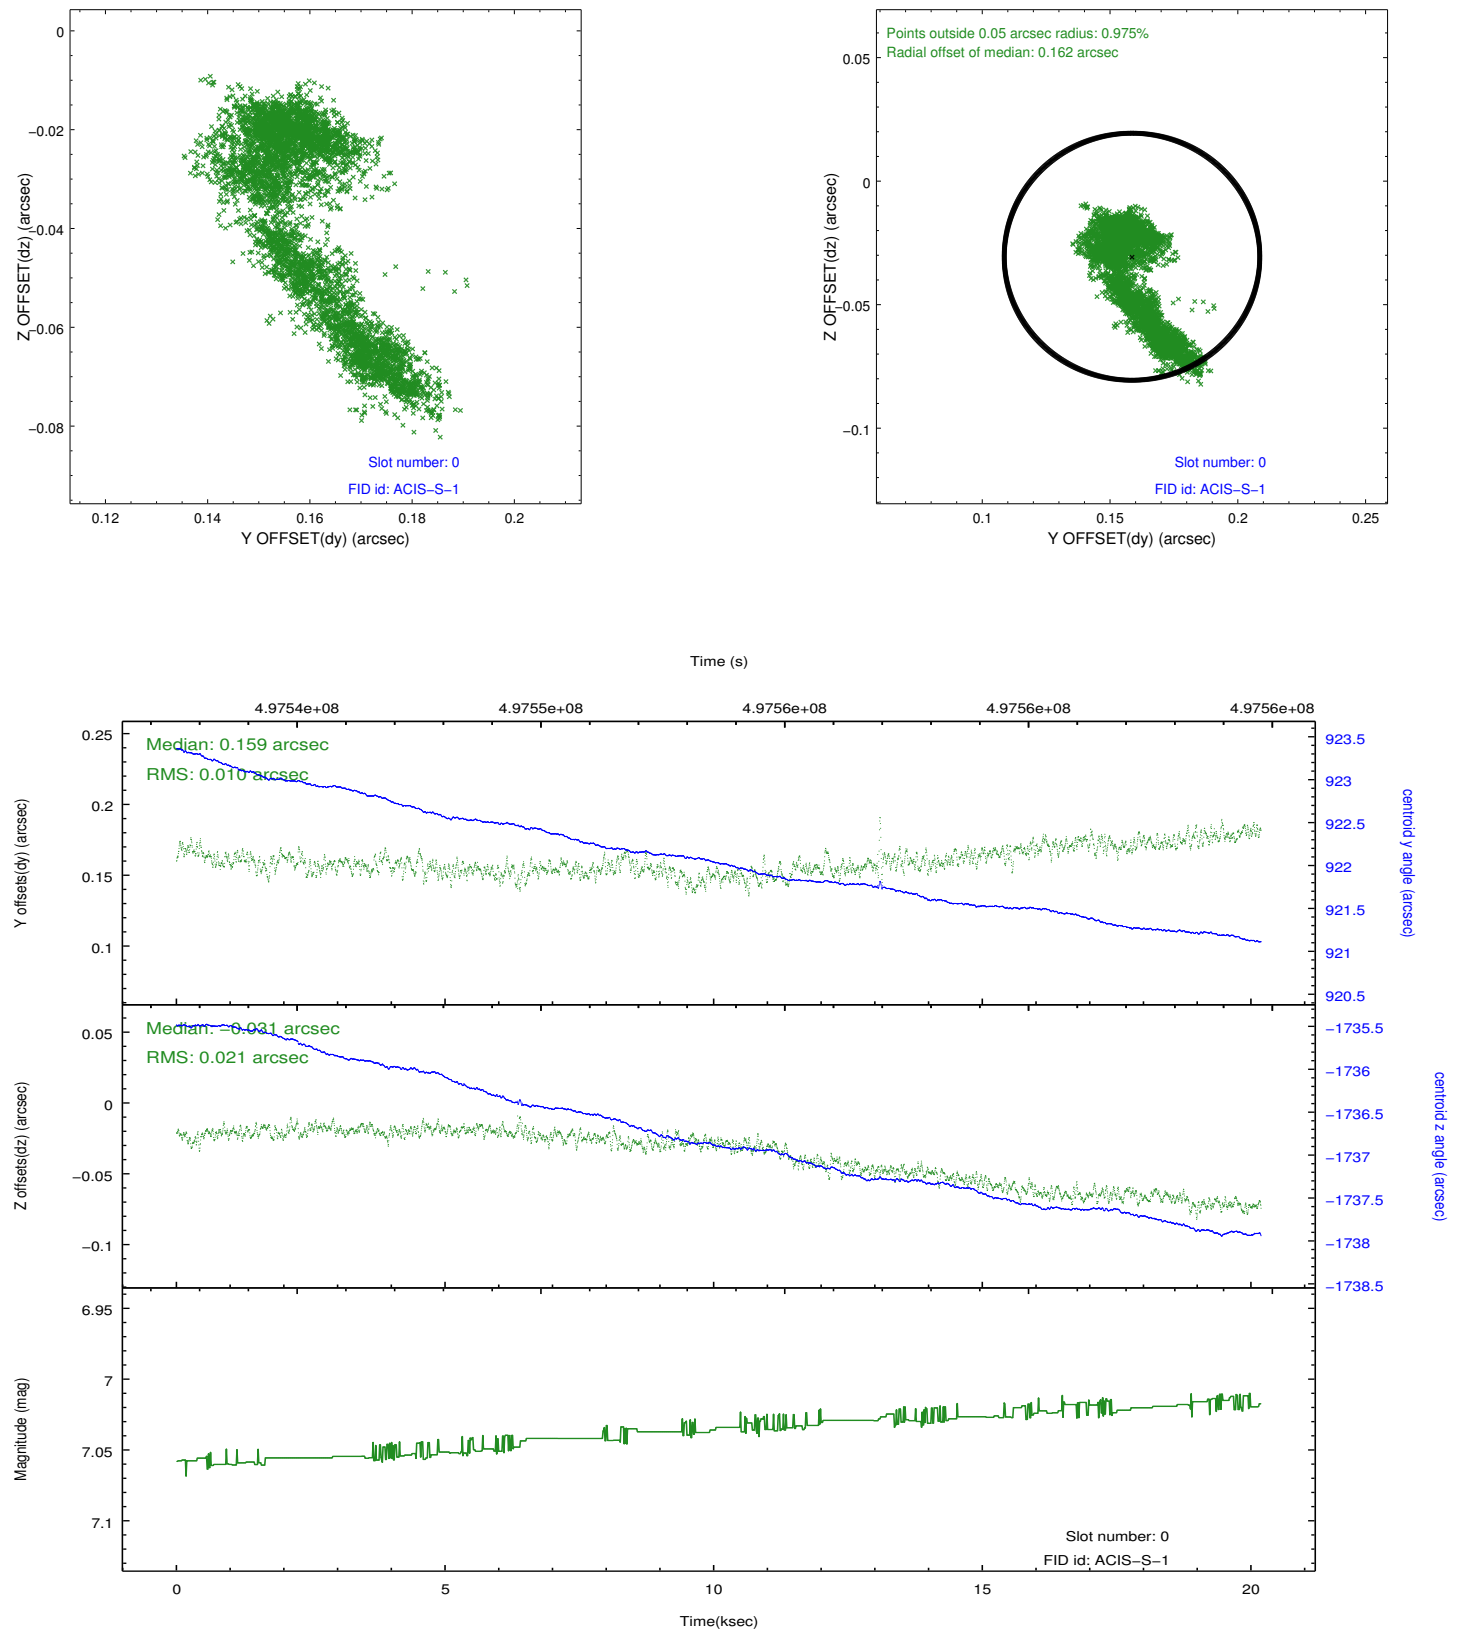 0
−0.02
−0.04
−0.06
−0.08
Z OFFSET(dz) (arcsec)
Slot number: 0
FID id: ACIS−S−1
0.12
0.14
0.16
0.18
0.2
Y OFFSET(dy) (arcsec)
Points outside 0.05 arcsec radius: 0.975%
Radial offset of median: 0.162 arcsec
0.05
0
−0.05
−0.1
Z OFFSET(dz) (arcsec)
Slot number: 0
FID id: ACIS−S−1
0.1
0.15
0.2
0.25
Y OFFSET(dy) (arcsec)
Time (s)
4.9754e+08
4.9755e+08
4.9756e+08
4.9756e+08
4.9756e+08
Median: 0.159 arcsec
RMS: 0.010 arcsec
0.25
0.2
0.15
0.1
Y offsets(dy) (arcsec)
923.5
923
922.5
922
921.5
921
920.5
centroid y angle (arcsec)
Median: −0.031 arcsec
RMS: 0.021 arcsec
0.05
0
−0.05
−0.1
Z offsets(dz) (arcsec)
−1735.5
−1736
−1736.5
−1737
−1737.5
−1738
−1738.5
centroid z angle (arcsec)
6.95
7
7.05
7.1
Magnitude (mag)
Slot number: 0
FID id: ACIS−S−1
0
5
10
15
20
Time(ksec)